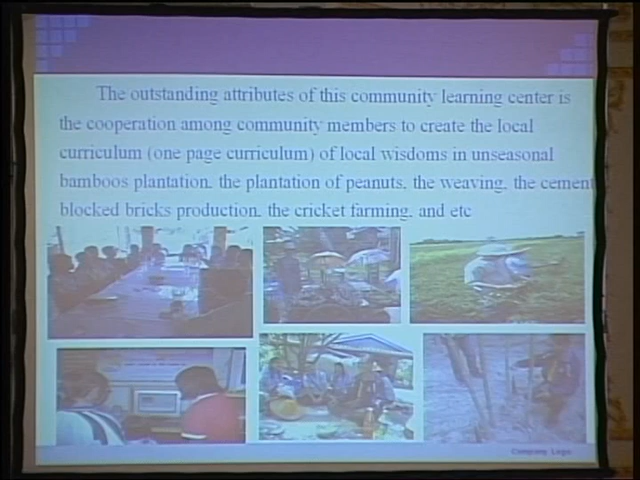 The outstanding attributes of this community learning center is
the cooperation among community members to create the local
curriculum (one page curriculum) of local wisdoms in unseasonal
bamboos plantation, the plantation of peanuts, the weaving, the cement
blocked bricks production, the cricket farming, and etc
Company Logo